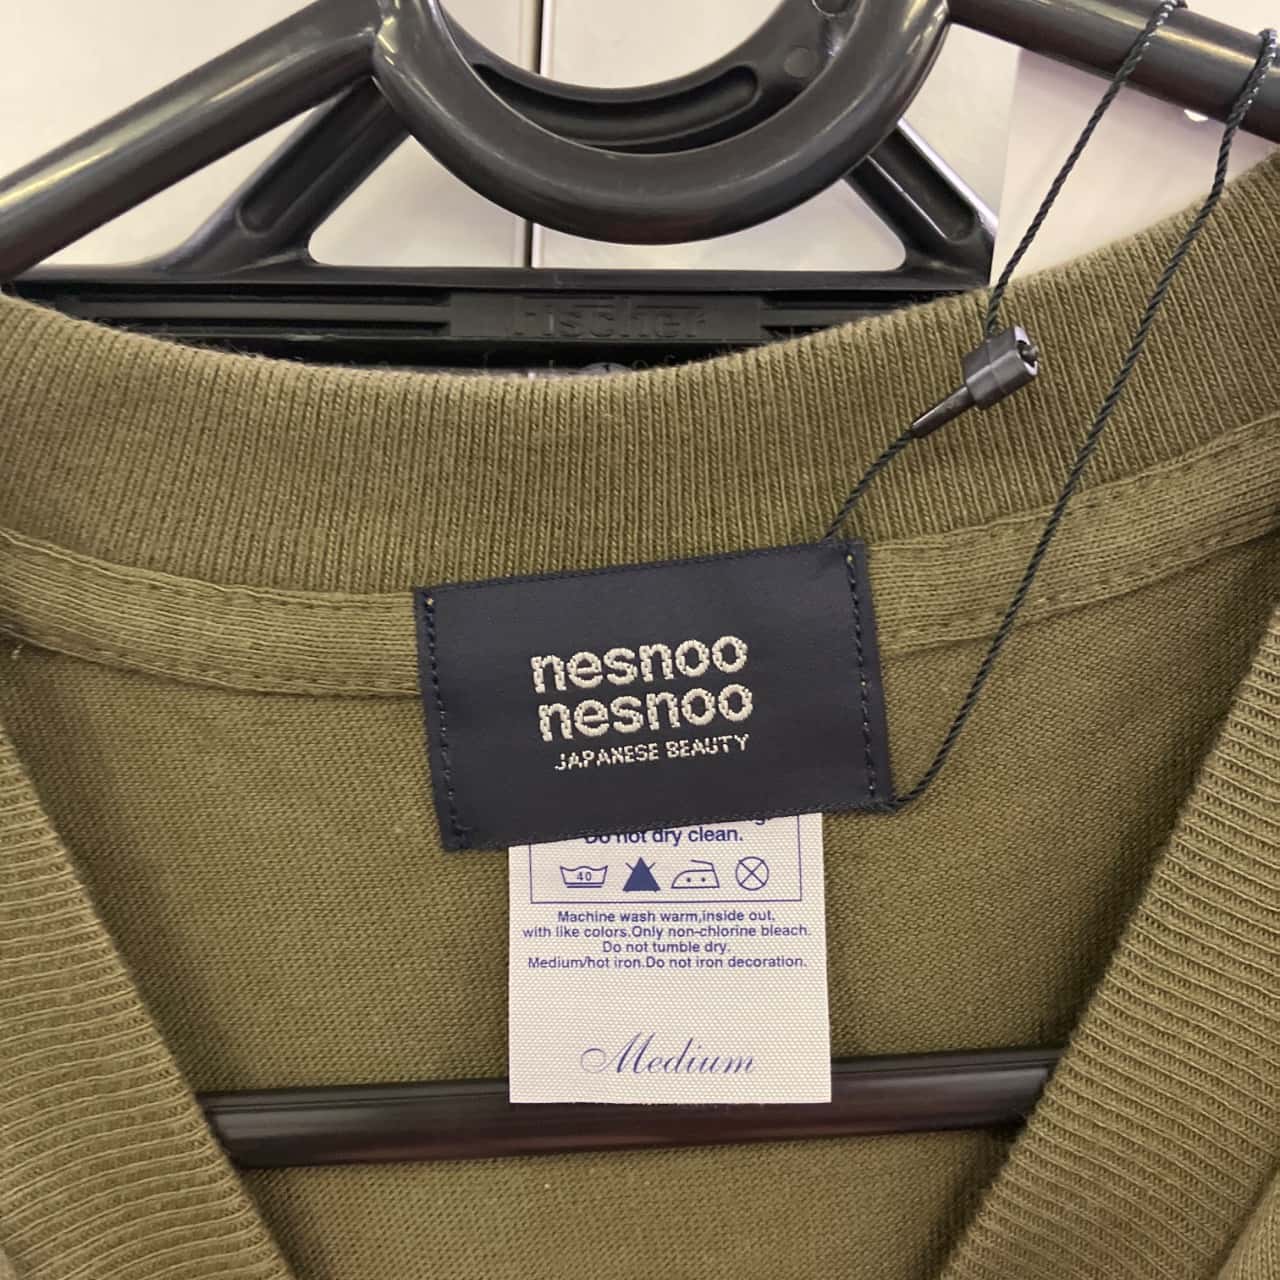 Fischer
nesnoo
nesnoo
JAPANESE BEAUTY
Do not dry clean.
40
Machine wash warm,inside out,
with like colors.Only non-chlorine bleach.
Do not tumble dry.
Medium/hot iron.Do not iron decoration.
Medium